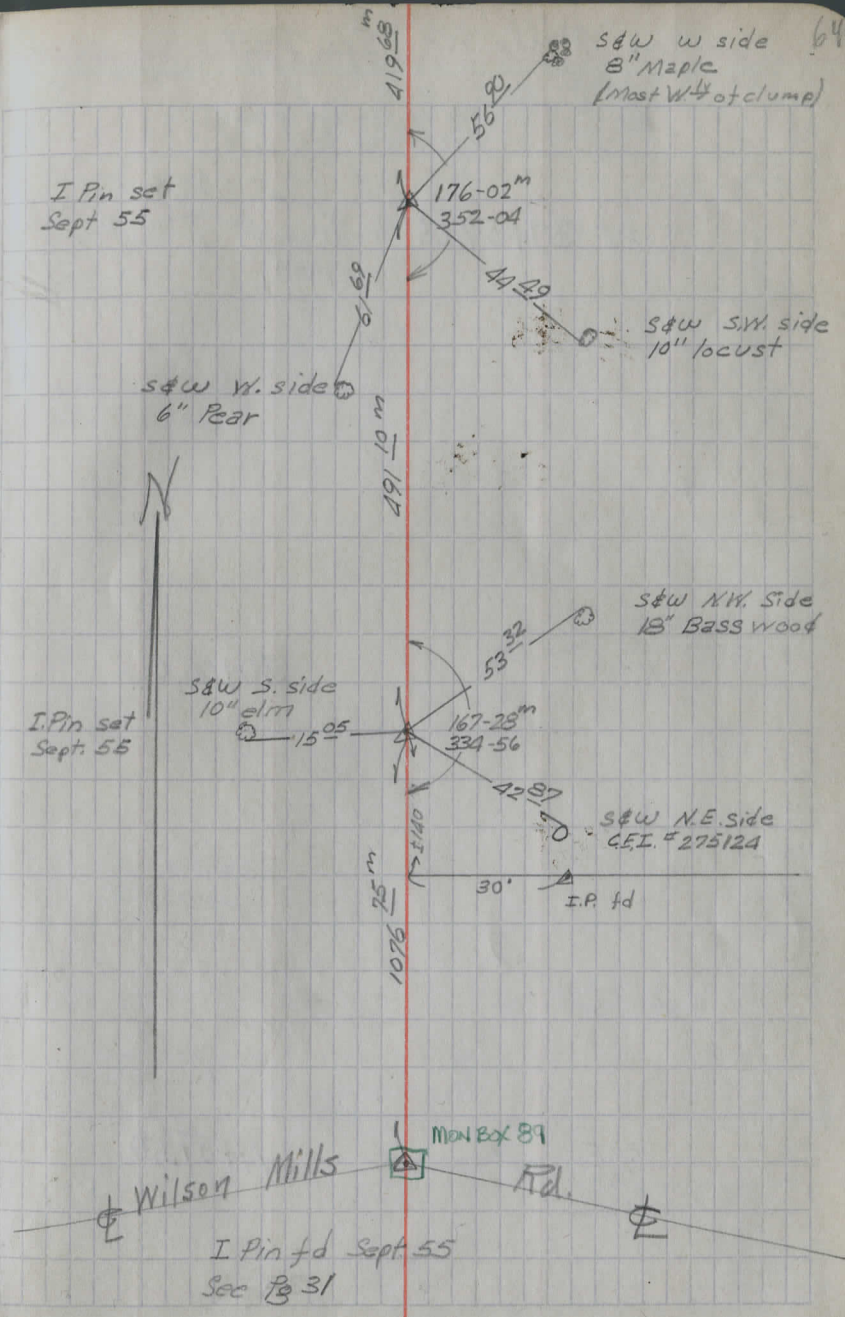 64
S&W W side
8" Maple
(Most W'ly of clump)
419 68 m
56 90
I Pin set
Sept 55
176-02 m
352-04
61 69
44 49
S&W S.W. side
10" locust
S&W W. side
6" Pear
491 10 m
N
S&W N.W. Side
18" Bass wood
53 32
S&W S. side
10" elm
15 05
I.Pin set
Sept. 55
167-28 m
334-56
42 87
S&W N.E. side
C.E.I. # 275124
±140
30'
I.P. fd
1076 75 m
MON BOX 89
Wilson Mills Rd.
℄ ℄
I Pin fd Sept. 55
See Pg 31